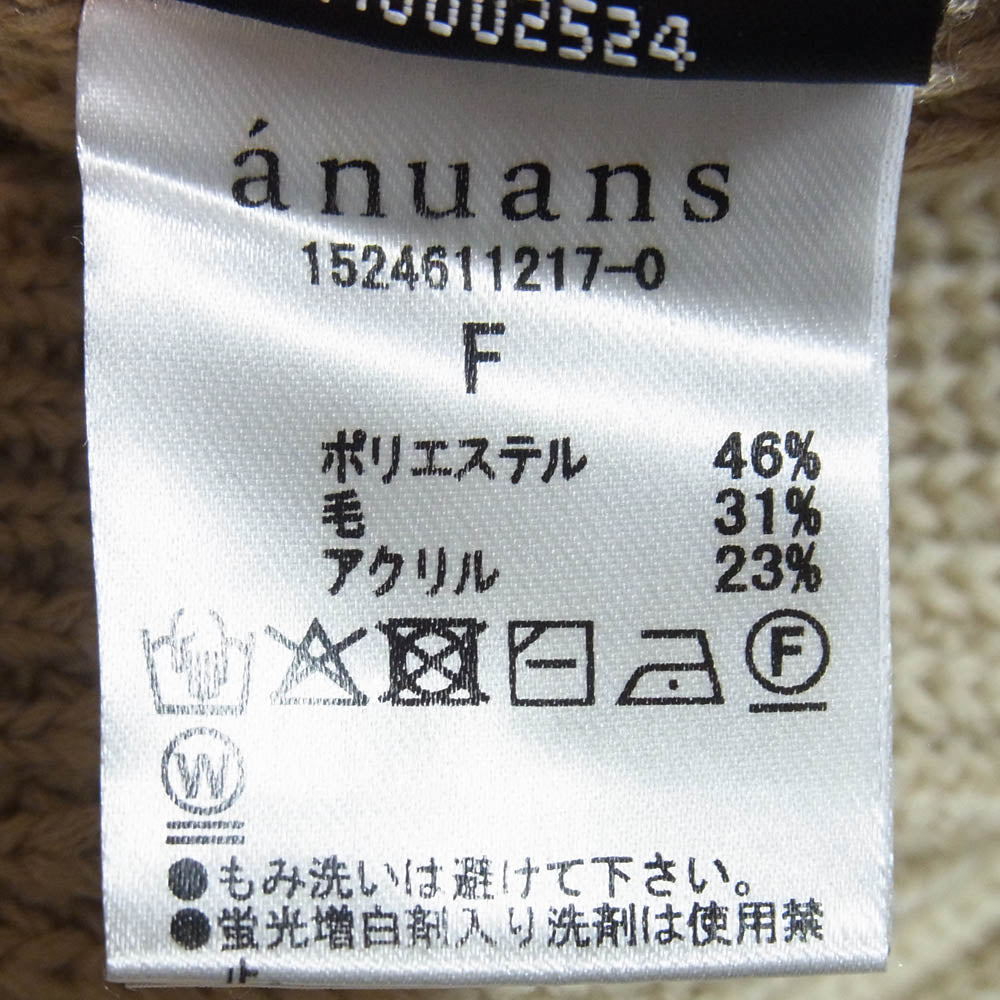 0002524
ánuans
1524611217-0
F
ポリエステル 46%
毛 31%
アクリル 23%
F
W
●もみ洗いは避けて下さい。
●蛍光増白剤入り洗剤は使用禁
止